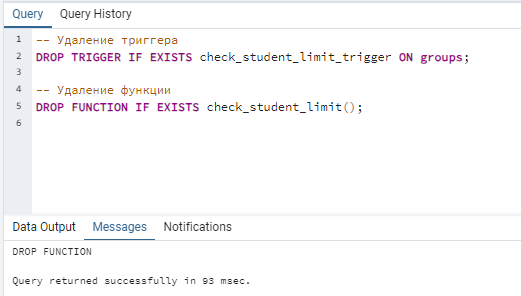 Query Query History
1 -- Удаление триггера
2 DROP TRIGGER IF EXISTS check_student_limit_trigger ON groups;
3
4 -- Удаление функции
5 DROP FUNCTION IF EXISTS check_student_limit();
6
Data Output Messages Notifications
DROP FUNCTION
Query returned successfully in 93 msec.